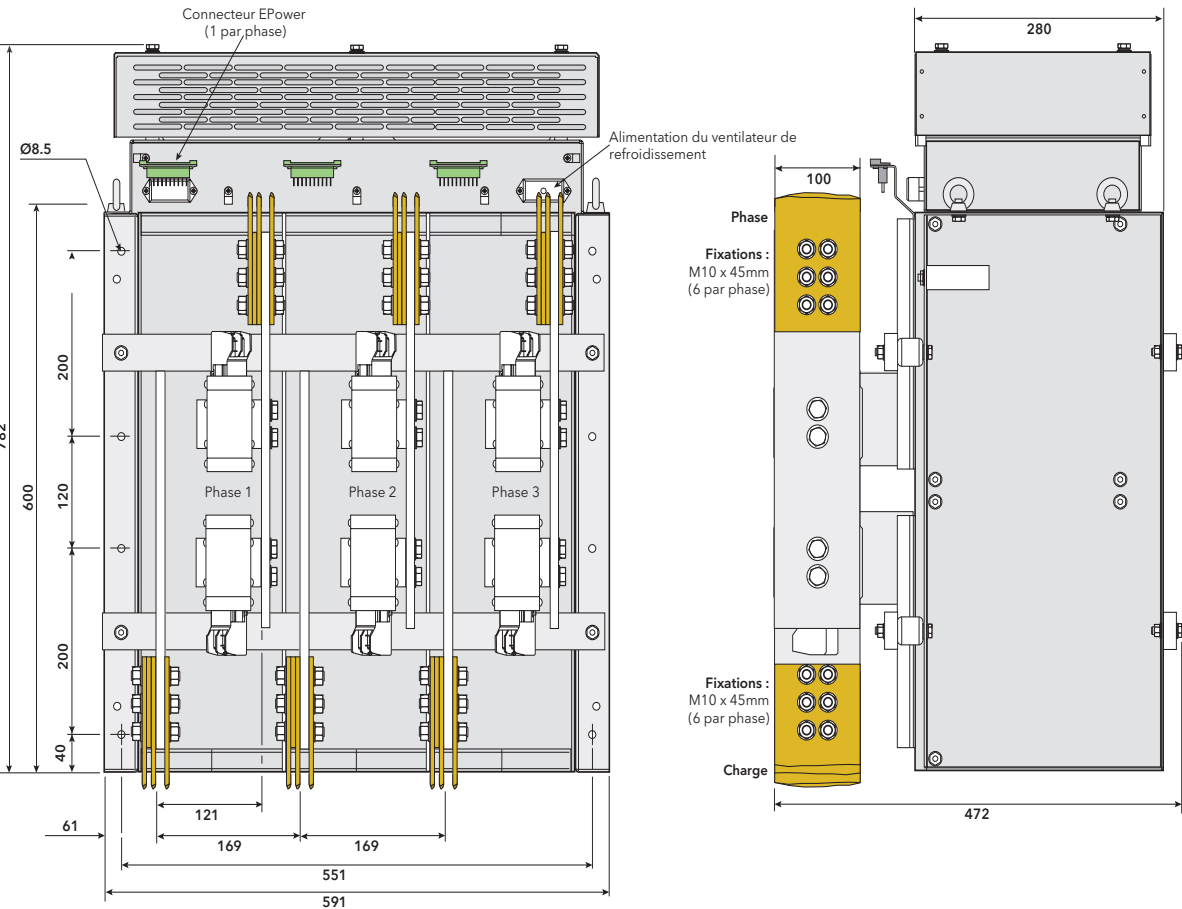 Connecteur EPower
(1 par phase)
280
Ø8.5
Alimentation du ventilateur de
refroidissement
100
Phase
Fixations :
M10 x 45mm
(6 par phase)
782
600
200
120
200
40
Phase 1
Phase 2
Phase 3
Fixations :
M10 x 45mm
(6 par phase)
Charge
472
121
61
169
169
551
591